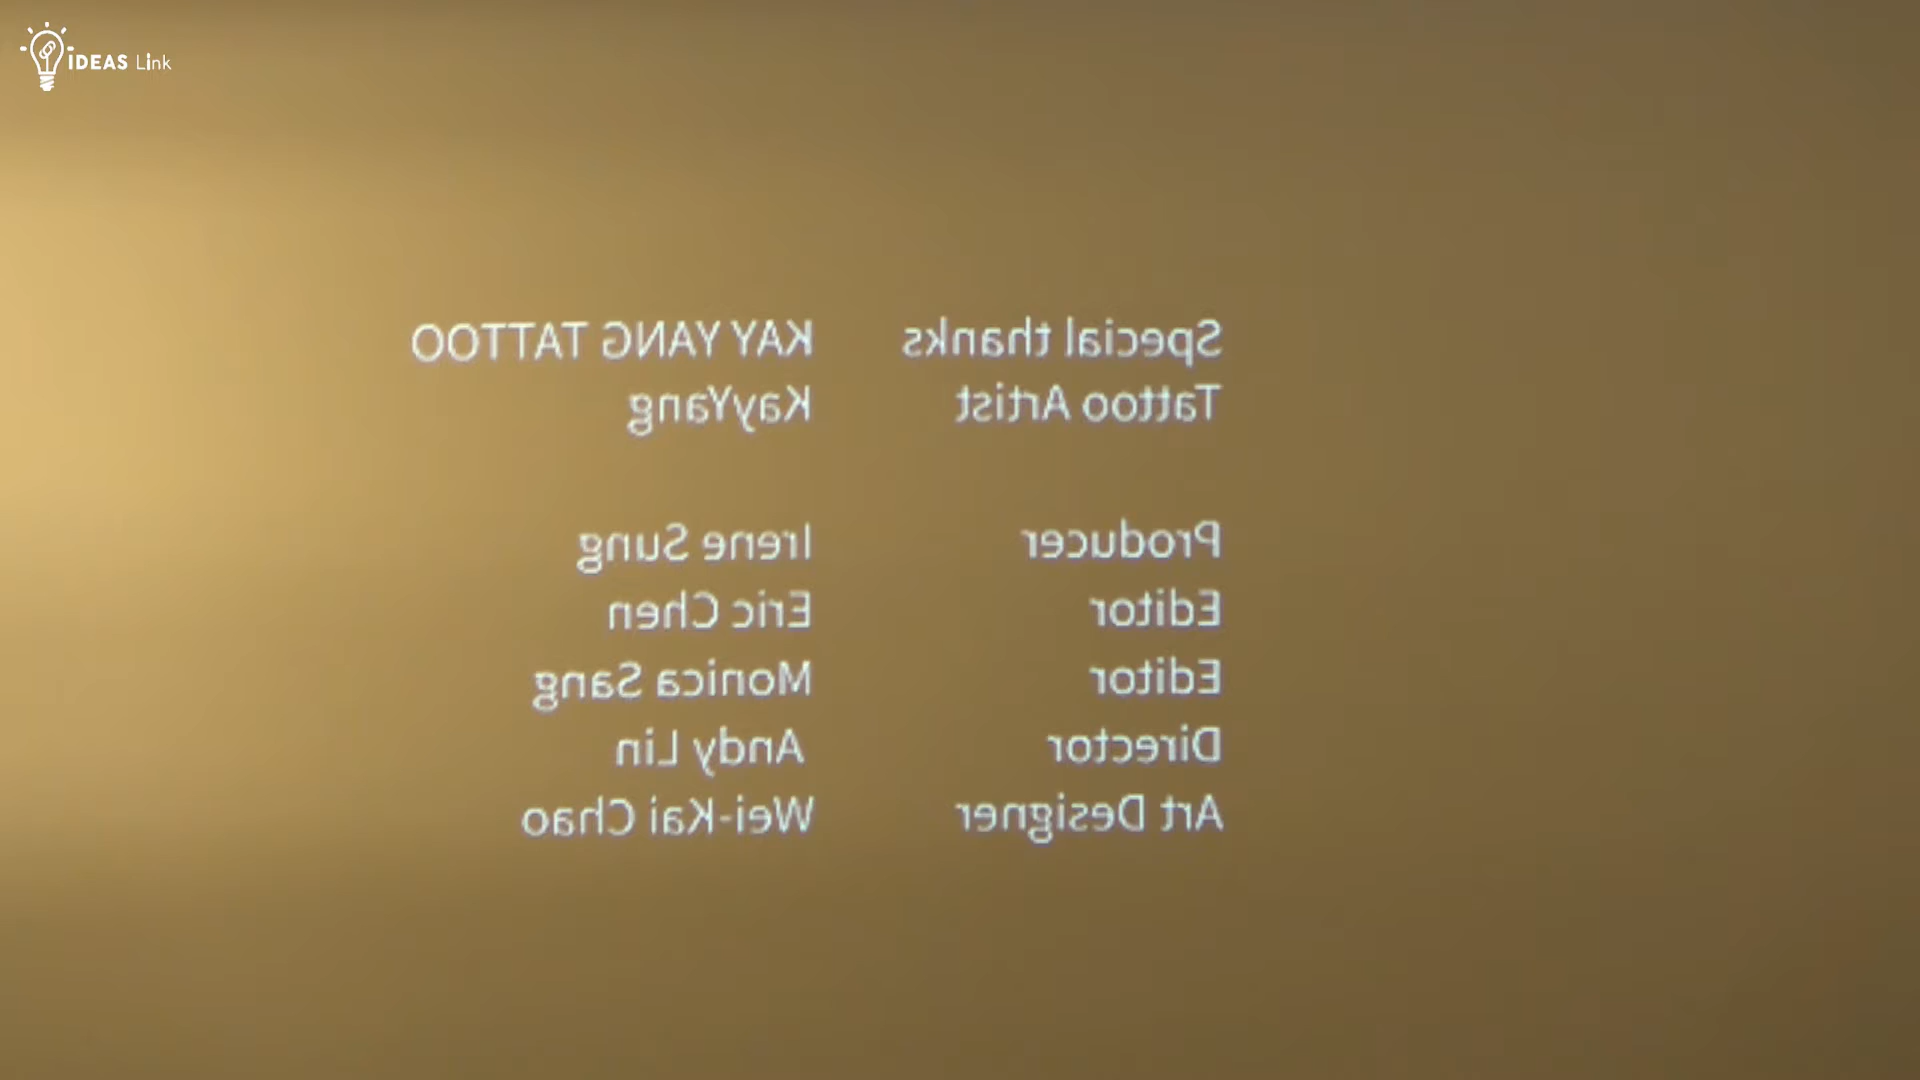 IDEAS Link
Special thanks KAY YANG TATTOO
Tattoo Artist KayYang
Producer Irene Sung
Editor Eric Chen
Editor Monica Sang
Director Andy Lin
Art Designer Wei-Kai Chao